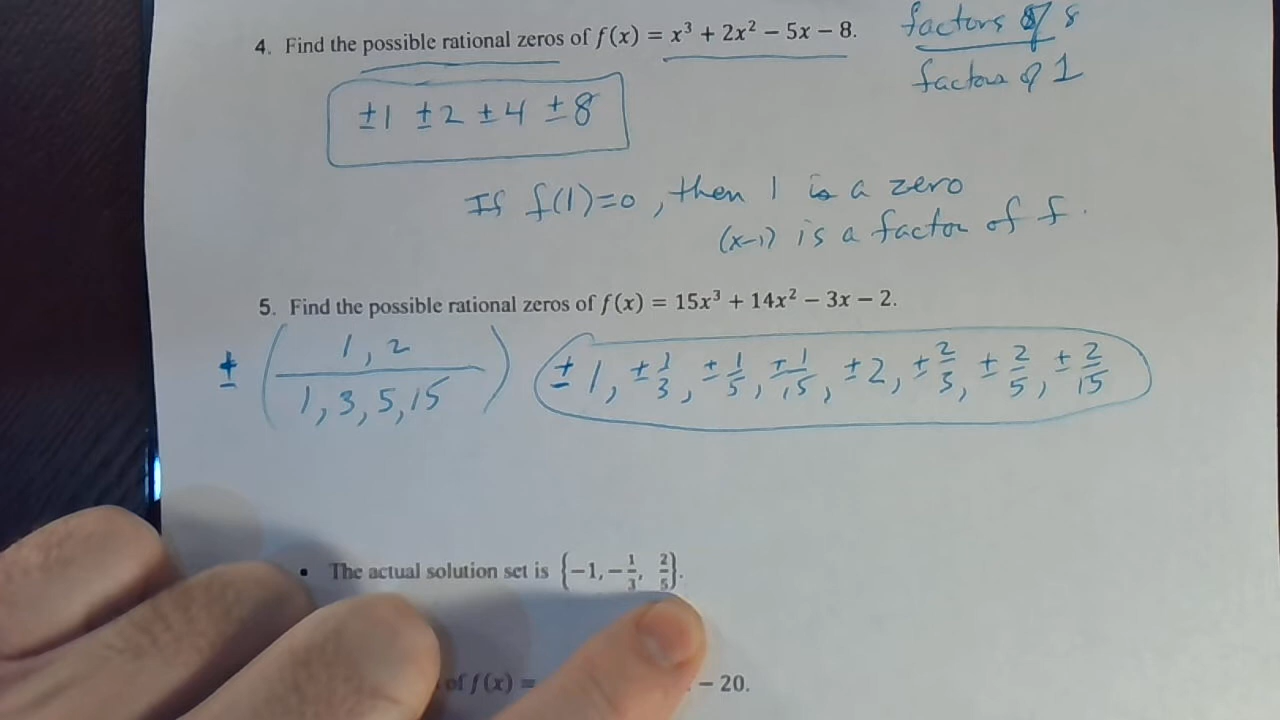 4. Find the possible rational zeros of f(x) = x³ + 2x² − 5x − 8.
factors of 8
factors of 1
±1 ±2 ±4 ±8
If f(1)=0, then 1 is a zero
(x-1) is a factor of f.
5. Find the possible rational zeros of f(x) = 15x³ + 14x² − 3x − 2.
± (1, 2 / 1, 3, 5, 15) ±1, ±1/3, ±1/5, ±1/15, ±2, ±2/3, ±2/5, ±2/15
• The actual solution set is {−1, −1/3, 2/5}.
of f(x) = − 20.